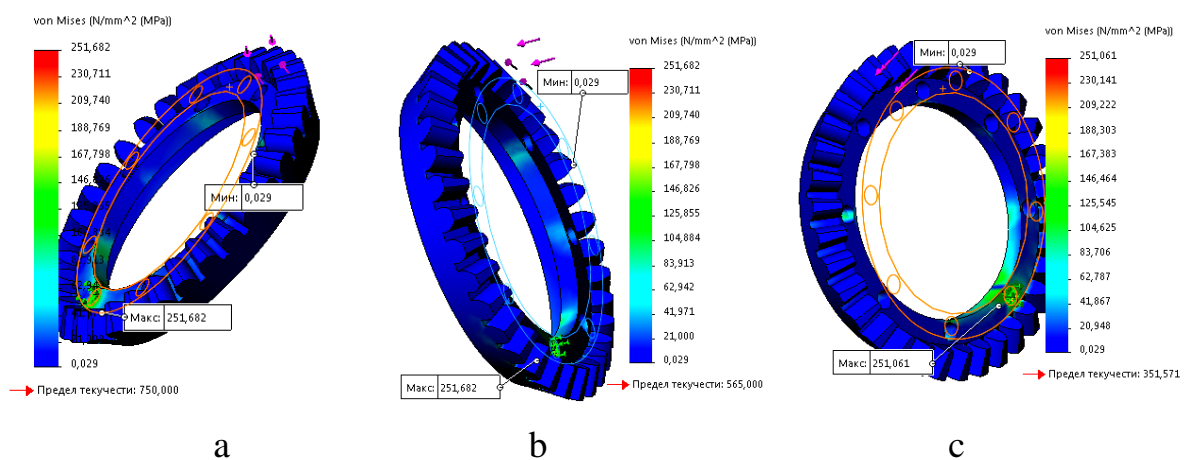 von Mises (N/mm^2 (MPa))
251,682
230,711
209,740
188,769
167,798
0,029
Мин: 0,029
Макс: 251,682
Предел текучести: 750,000
a
von Mises (N/mm^2 (MPa))
251,682
230,711
209,740
188,769
167,798
146,826
125,855
104,884
83,913
62,942
41,971
21,000
0,029
Мин: 0,029
Макс: 251,682
Предел текучести: 565,000
b
von Mises (N/mm^2 (MPa))
251,061
230,141
209,222
188,303
167,383
146,464
125,545
104,625
83,706
62,787
41,867
20,948
0,029
Мин: 0,029
Макс: 251,061
Предел текучести: 351,571
c